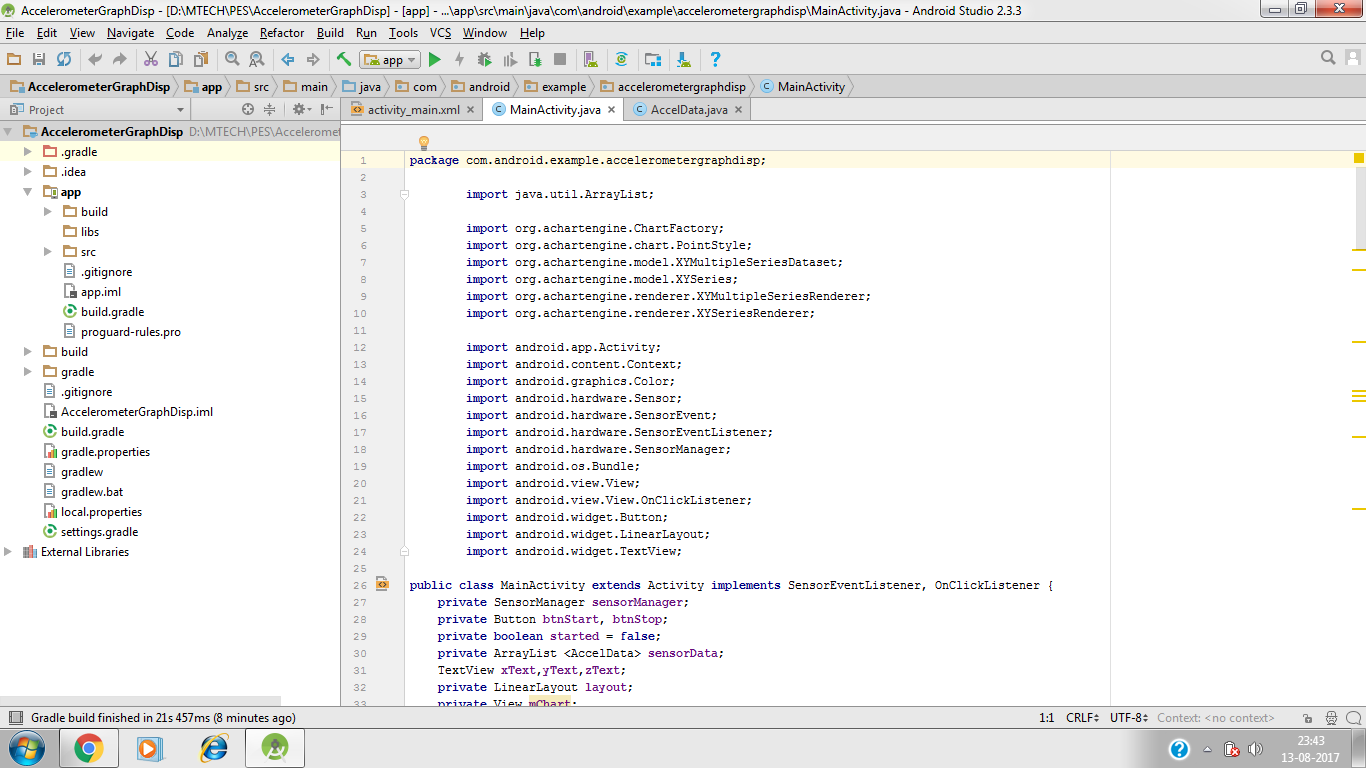 AccelerometerGraphDisp - [D:\MTECH\PES\AccelerometerGraphDisp] - [app] - ...\app\src\main\java\com\android\example\accelerometergraphdisp\MainActivity.java - Android Studio 2.3.3
File Edit View Navigate Code Analyze Refactor Build Run Tools VCS Window Help
app
AccelerometerGraphDisp app src main java com android example accelerometergraphdisp MainActivity
Project
activity_main.xml MainActivity.java AccelData.java
AccelerometerGraphDisp D:\MTECH\PES\Acceleromet
.gradle
.idea
app
build
libs
src
.gitignore
app.iml
build.gradle
proguard-rules.pro
build
gradle
.gitignore
AccelerometerGraphDisp.iml
build.gradle
gradle.properties
gradlew
gradlew.bat
local.properties
settings.gradle
External Libraries
1 package com.android.example.accelerometergraphdisp;
2
3 import java.util.ArrayList;
4
5 import org.achartengine.ChartFactory;
6 import org.achartengine.chart.PointStyle;
7 import org.achartengine.model.XYMultipleSeriesDataset;
8 import org.achartengine.model.XYSeries;
9 import org.achartengine.renderer.XYMultipleSeriesRenderer;
10 import org.achartengine.renderer.XYSeriesRenderer;
11
12 import android.app.Activity;
13 import android.content.Context;
14 import android.graphics.Color;
15 import android.hardware.Sensor;
16 import android.hardware.SensorEvent;
17 import android.hardware.SensorEventListener;
18 import android.hardware.SensorManager;
19 import android.os.Bundle;
20 import android.view.View;
21 import android.view.View.OnClickListener;
22 import android.widget.Button;
23 import android.widget.LinearLayout;
24 import android.widget.TextView;
25
26 public class MainActivity extends Activity implements SensorEventListener, OnClickListener {
27 private SensorManager sensorManager;
28 private Button btnStart, btnStop;
29 private boolean started = false;
30 private ArrayList <AccelData> sensorData;
31 TextView xText,yText,zText;
32 private LinearLayout layout;
33 private View mChart;
Gradle build finished in 21s 457ms (8 minutes ago)
1:1 CRLF UTF-8 Context: <no context>
23:43
13-08-2017